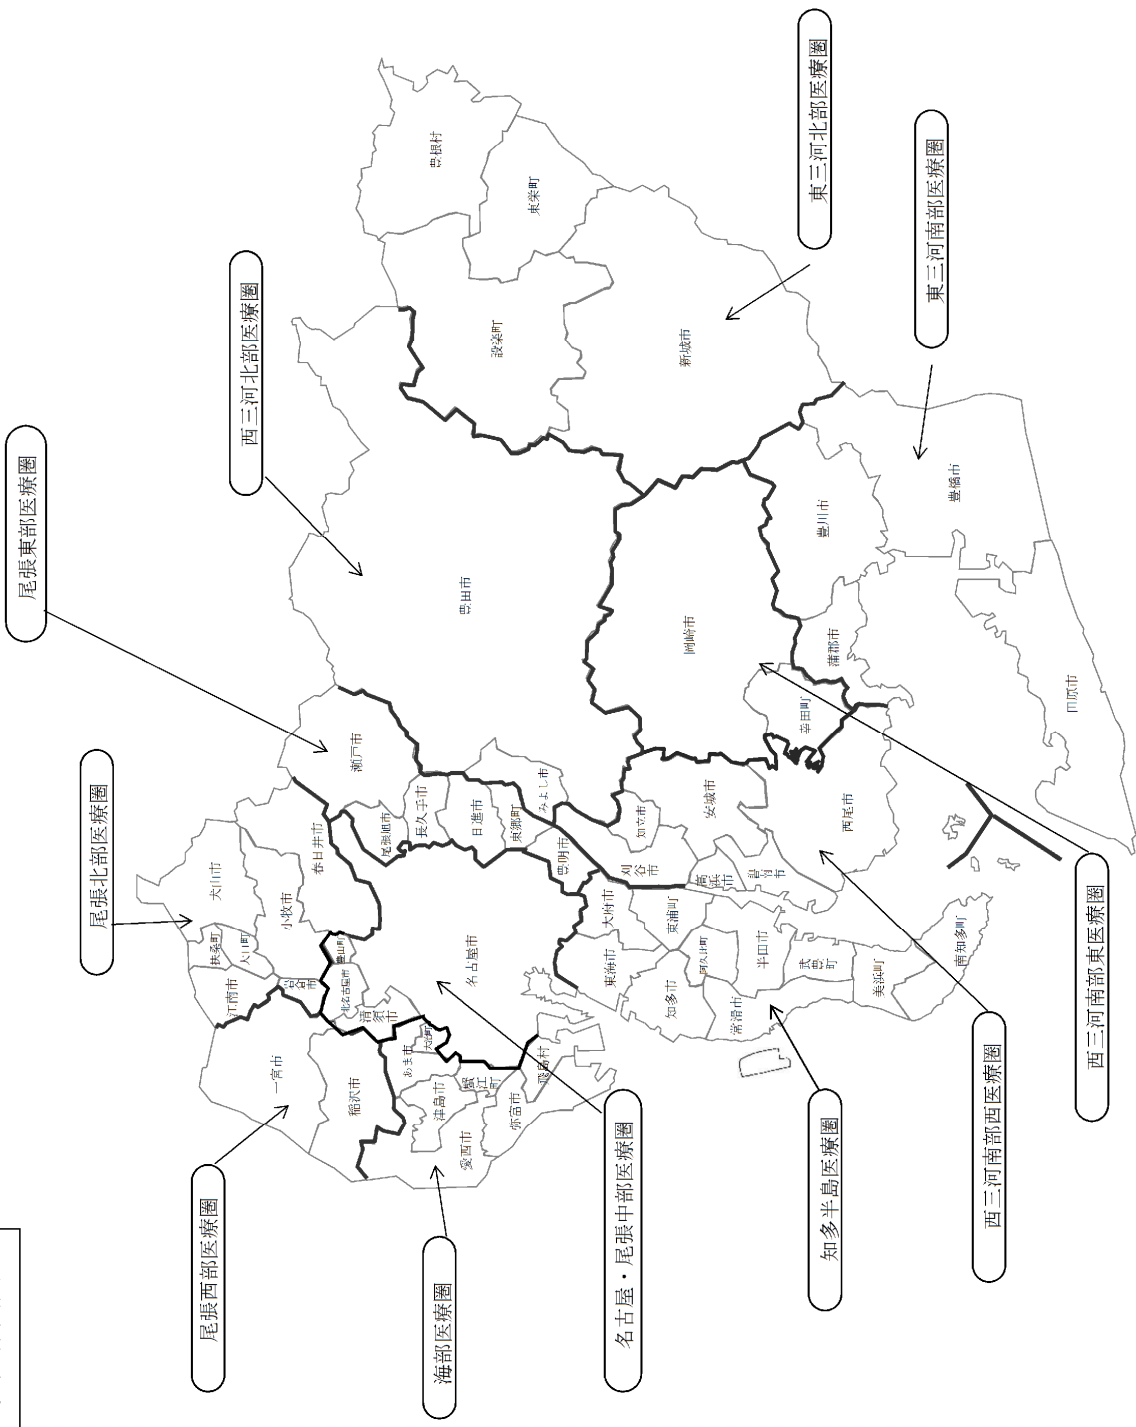 尾張東部医療圏
西三河北部医療圏
東三河北部医療圏
東三河南部医療圏
尾張北部医療圏
尾張西部医療圏
海部医療圏
名古屋・尾張中部医療圏
知多半島医療圏
西三河南部西医療圏
西三河南部東医療圏
豊根村
東栄町
設楽町
新城市
豊田市
豊川市
豊橋市
岡崎市
蒲郡市
幸田町
田原市
瀬戸市
尾張旭市
長久手市
日進市
東郷町
みよし市
豊明市
春日井市
犬山市
小牧市
扶桑町
大口町
江南市
岩倉市
豊山町
北名古屋市
清須市
名古屋市
一宮市
稲沢市
あま市
大治町
津島市
蟹江町
愛西市
弥富市
飛島村
知立市
安城市
刈谷市
高浜市
碧南市
西尾市
大府市
東海市
東浦町
知多市
阿久比町
半田市
常滑市
武豊町
美浜町
南知多町